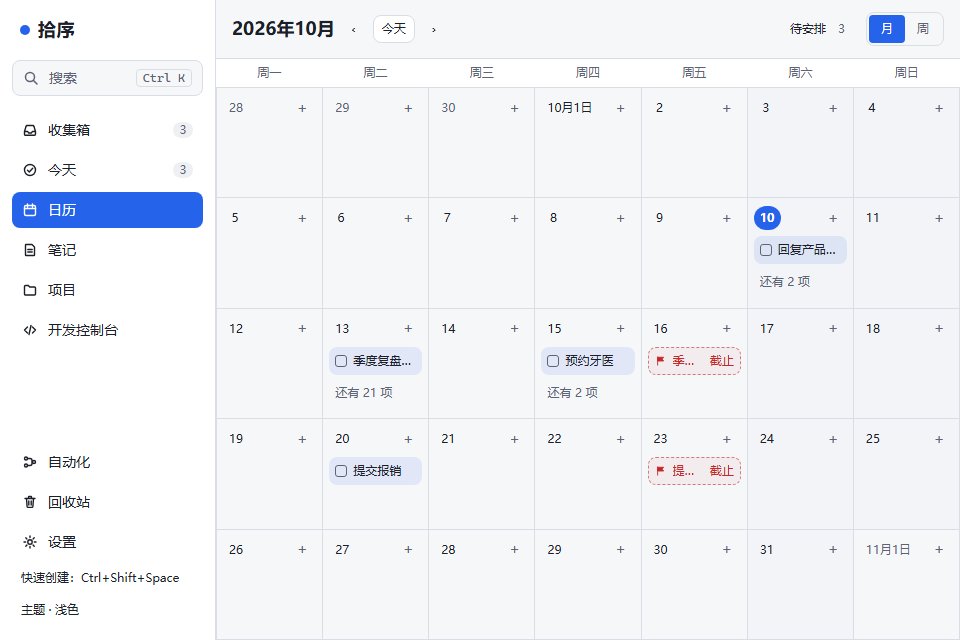 拾序
搜索 Ctrl K
收集箱 3
今天 3
日历
笔记
项目
开发控制台
自动化
回收站
设置
快速创建：Ctrl+Shift+Space
主题 · 浅色
2026年10月 ‹ 今天 ›
待安排 3 月 周
周一 周二 周三 周四 周五 周六 周日
28 + 29 + 30 + 10月1日 + 2 + 3 + 4 +
5 + 6 + 7 + 8 + 9 + 10 + 11 +
回复产品...
还有 2 项
12 + 13 + 14 + 15 + 16 + 17 + 18 +
季度复盘... 预约牙医 季... 截止
还有 21 项 还有 2 项
19 + 20 + 21 + 22 + 23 + 24 + 25 +
提交报销 提... 截止
26 + 27 + 28 + 29 + 30 + 31 + 11月1日 +